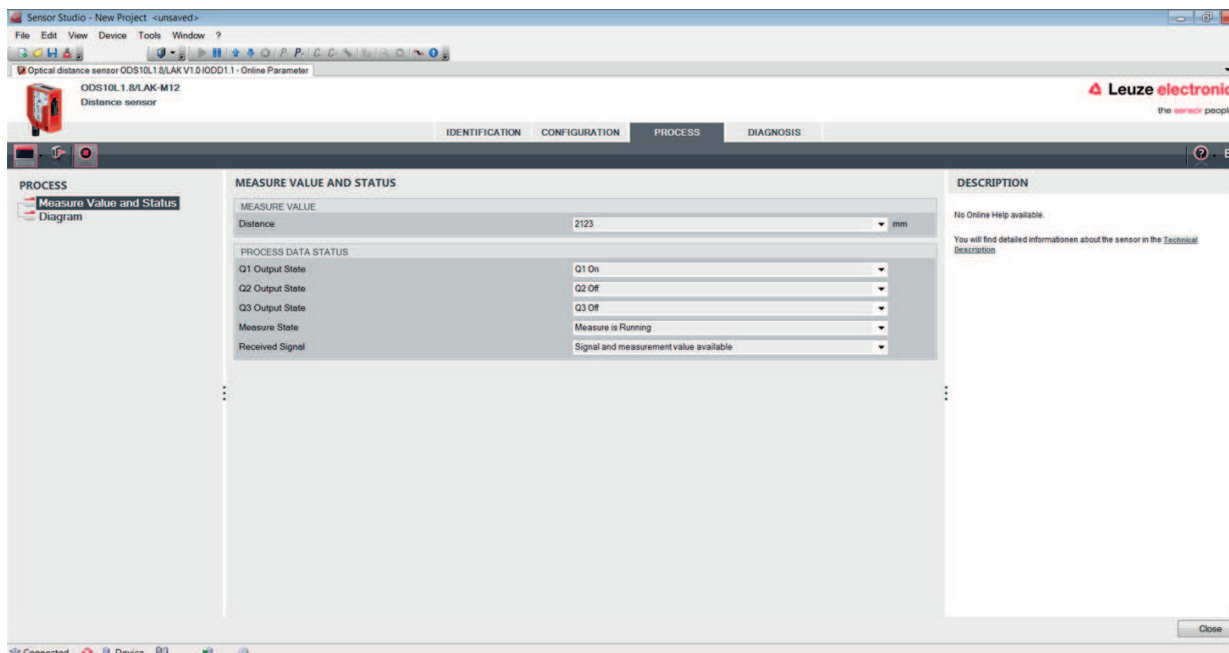 Sensor Studio - New Project <unsaved>
File Edit View Device Tools Window ?
Optical distance sensor ODS10L1.8/LAK V1.0 IODD1.1 - Online Parameter
ODS10L1.8/LAK-M12
Distance sensor
Leuze electronic
the sensor people
IDENTIFICATION CONFIGURATION PROCESS DIAGNOSIS
PROCESS
Measure Value and Status
Diagram
MEASURE VALUE AND STATUS
MEASURE VALUE
Distance 2123 mm
PROCESS DATA STATUS
Q1 Output State Q1 On
Q2 Output State Q2 Off
Q3 Output State Q3 Off
Measure State Measure is Running
Received Signal Signal and measurement value available
DESCRIPTION
No Online Help available.
You will find detailed informationen about the sensor in the Technical
Description.
Close
Connected Device